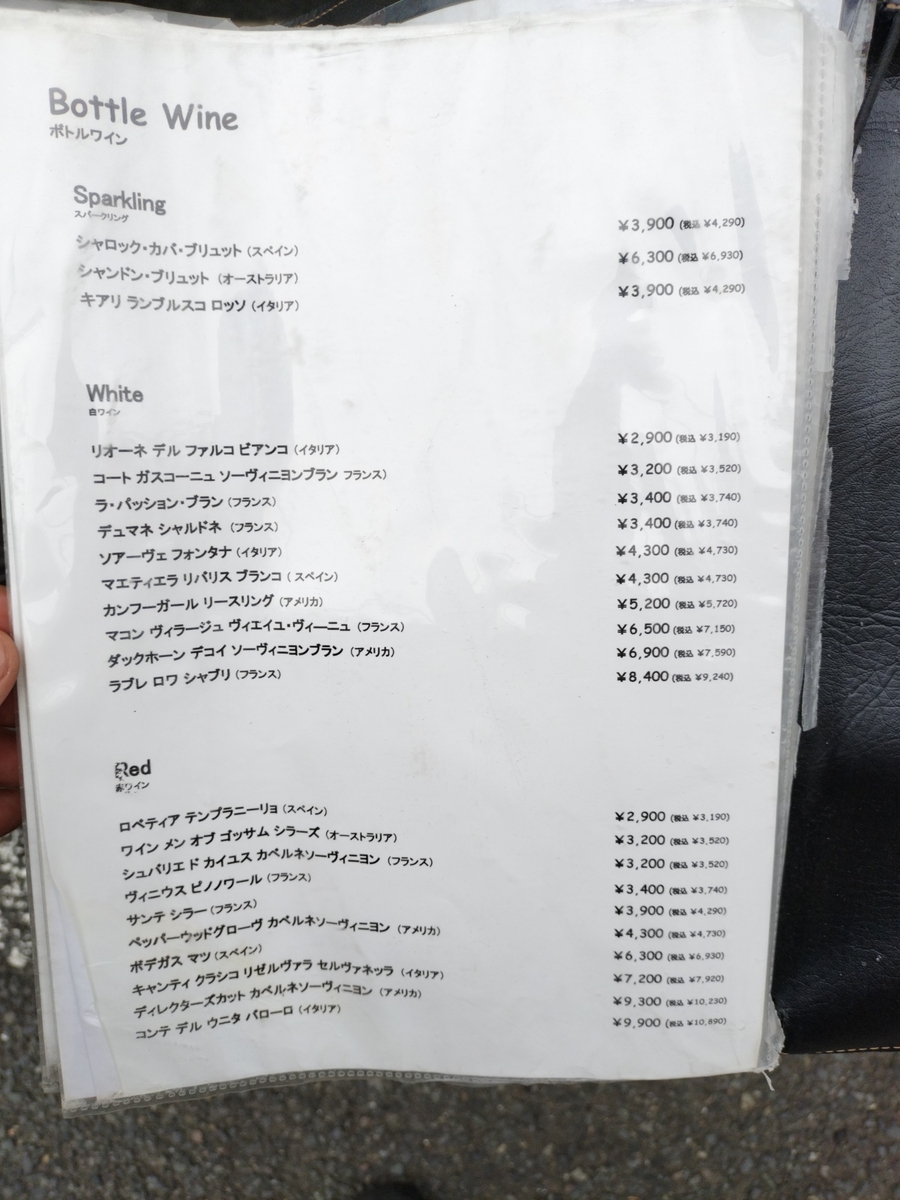 Bottle Wine
ボトルワイン
Sparkling
スパークリング
シャロック・カバ・ブリュット (スペイン) ¥3,900 (税込 ¥4,290)
シャンドン・ブリュット (オーストラリア) ¥6,300 (税込 ¥6,930)
キアリ ランブルスコ ロッソ (イタリア) ¥3,900 (税込 ¥4,290)
White
白ワイン
リオーネ デル ファルコ ビアンコ (イタリア) ¥2,900 (税込 ¥3,190)
コート ガスコーニュ ソーヴィニヨンブラン フランス) ¥3,200 (税込 ¥3,520)
ラ・パッション・ブラン (フランス) ¥3,400 (税込 ¥3,740)
デュマネ シャルドネ (フランス) ¥3,400 (税込 ¥3,740)
ソアーヴェ フォンタナ (イタリア) ¥4,300 (税込 ¥4,730)
マエティエラ リバリス ブランコ ( スペイン) ¥4,300 (税込 ¥4,730)
カンフーガール リースリング (アメリカ) ¥5,200 (税込 ¥5,720)
マコン ヴィラージュ ヴィエイユ・ヴィーニュ (フランス) ¥6,500 (税込 ¥7,150)
ダックホーン デコイ ソーヴィニヨンブラン (アメリカ) ¥6,900 (税込 ¥7,590)
ラブレ ロワ シャブリ (フランス) ¥8,400 (税込 ¥9,240)
Red
赤ワイン
ロペティア テンプラニーリョ (スペイン) ¥2,900 (税込 ¥3,190)
ワイン メン オブ ゴッサム シラーズ (オーストラリア) ¥3,200 (税込 ¥3,520)
シュバリエ ド カイユス カベルネソーヴィニヨン (フランス) ¥3,200 (税込 ¥3,520)
ヴィニウス ピノノワール (フランス) ¥3,400 (税込 ¥3,740)
サンテ シラー (フランス) ¥3,900 (税込 ¥4,290)
ペッパーウッドグローヴ カベルネソーヴィニヨン (アメリカ) ¥4,300 (税込 ¥4,730)
ボデガス マツ (スペイン) ¥6,300 (税込 ¥6,930)
キャンティ クラシコ リゼルヴァラ セルヴァネッラ (イタリア) ¥7,200 (税込 ¥7,920)
ディレクターズカット カベルネソーヴィニヨン (アメリカ) ¥9,300 (税込 ¥10,230)
コンテ デル ウニタ バローロ (イタリア) ¥9,900 (税込 ¥10,890)